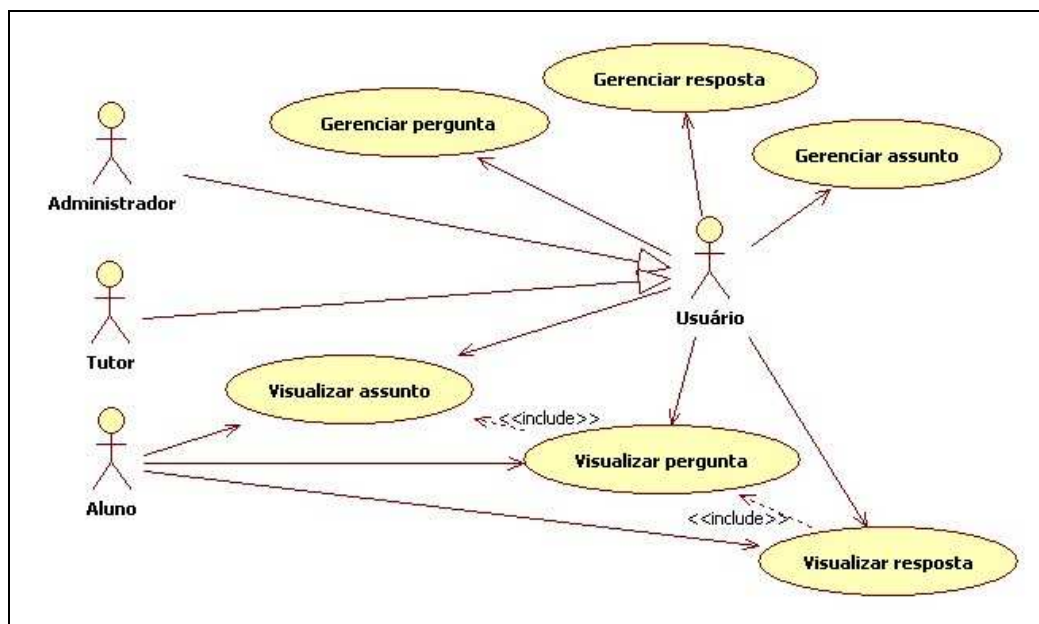 Gerenciar resposta
Gerenciar pergunta
Gerenciar assunto
Administrador
Usuário
Tutor
Visualizar assunto
<<include>>
Visualizar pergunta
Aluno
<<include>>
Visualizar resposta